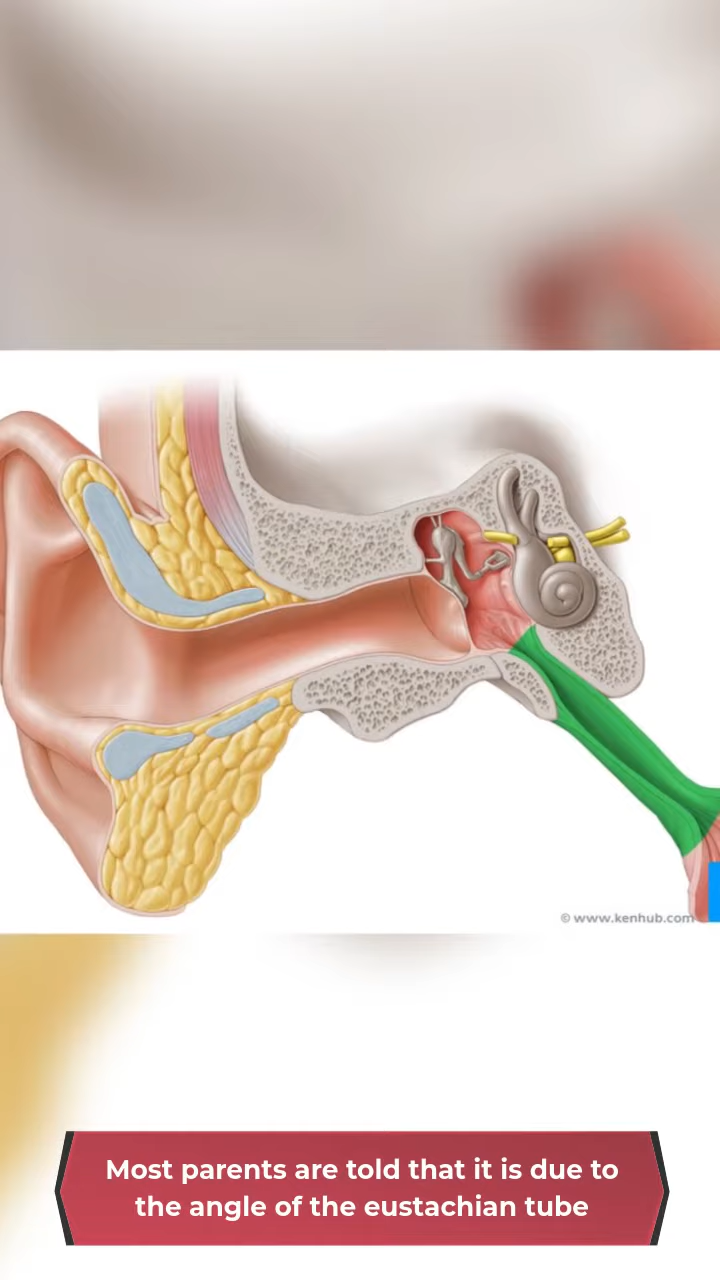 © www.kenhub.com
Most parents are told that it is due to
the angle of the eustachian tube